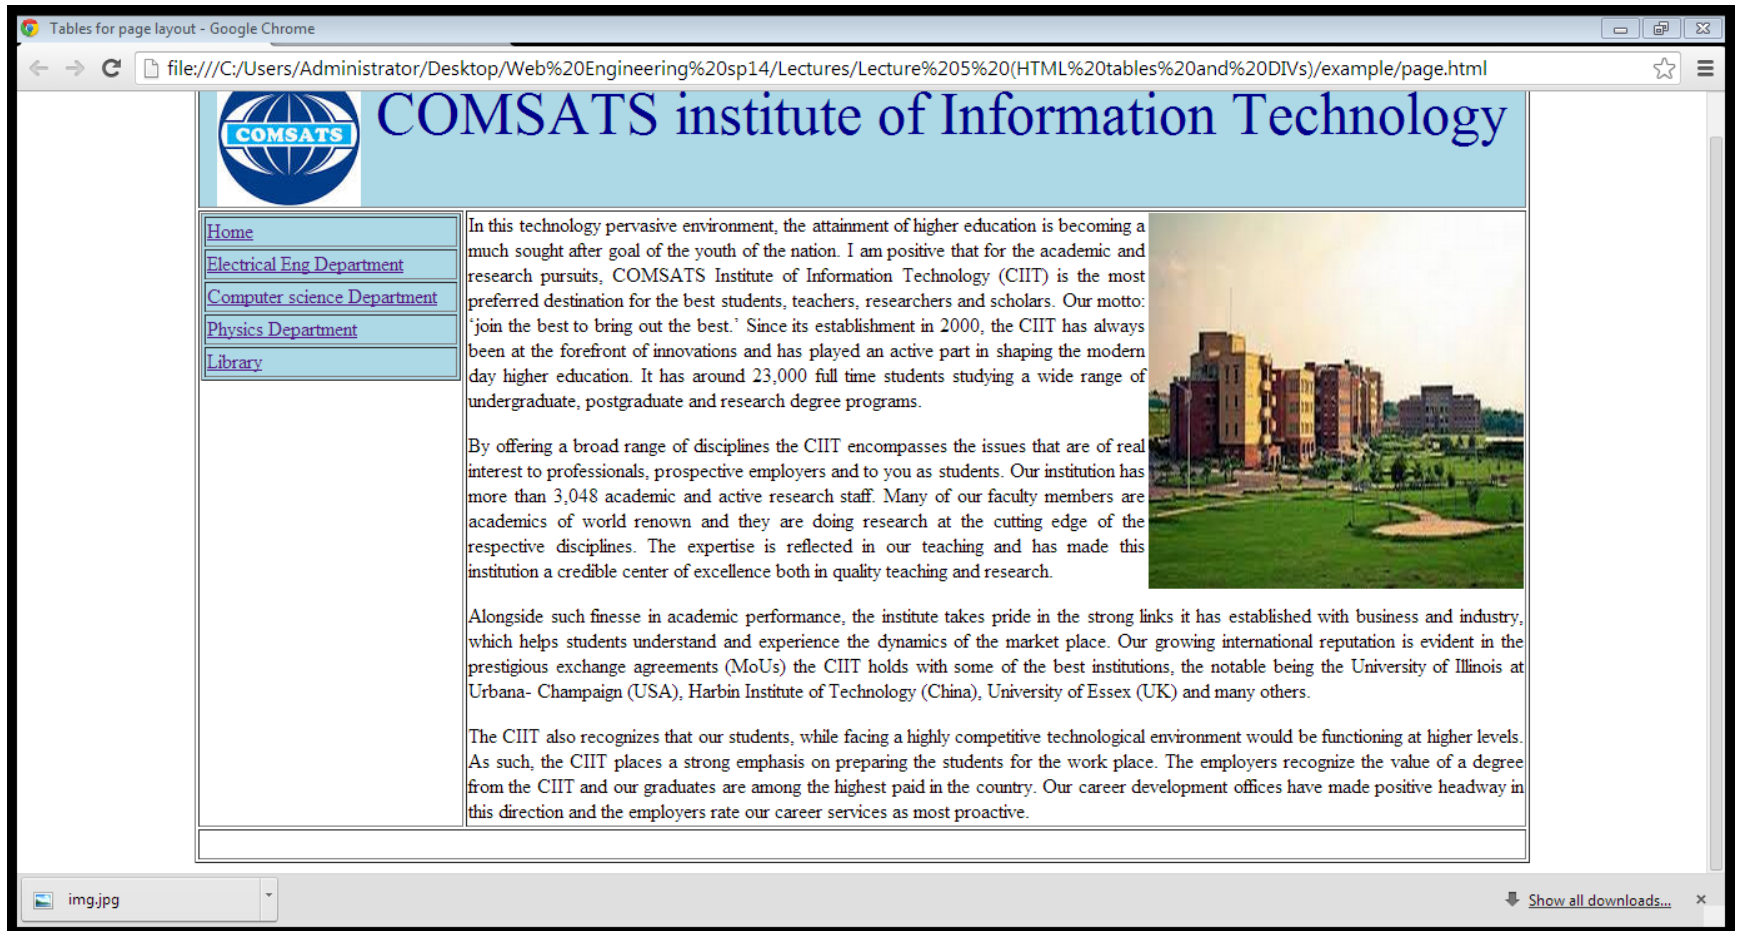 Tables for page layout - Google Chrome
file:///C:/Users/Administrator/Desktop/Web%20Engineering%20sp14/Lectures/Lecture%205%20(HTML%20tables%20and%20DIVs)/example/page.html
COMSATS
COMSATS institute of Information Technology
Home
Electrical Eng Department
Computer science Department
Physics Department
Library
In this technology pervasive environment, the attainment of higher education is becoming a
much sought after goal of the youth of the nation. I am positive that for the academic and
research pursuits, COMSATS Institute of Information Technology (CIIT) is the most
preferred destination for the best students, teachers, researchers and scholars. Our motto:
‘join the best to bring out the best.’ Since its establishment in 2000, the CIIT has always
been at the forefront of innovations and has played an active part in shaping the modern
day higher education. It has around 23,000 full time students studying a wide range of
undergraduate, postgraduate and research degree programs.
By offering a broad range of disciplines the CIIT encompasses the issues that are of real
interest to professionals, prospective employers and to you as students. Our institution has
more than 3,048 academic and active research staff. Many of our faculty members are
academics of world renown and they are doing research at the cutting edge of the
respective disciplines. The expertise is reflected in our teaching and has made this
institution a credible center of excellence both in quality teaching and research.
Alongside such finesse in academic performance, the institute takes pride in the strong links it has established with business and industry,
which helps students understand and experience the dynamics of the market place. Our growing international reputation is evident in the
prestigious exchange agreements (MoUs) the CIIT holds with some of the best institutions, the notable being the University of Illinois at
Urbana- Champaign (USA), Harbin Institute of Technology (China), University of Essex (UK) and many others.
The CIIT also recognizes that our students, while facing a highly competitive technological environment would be functioning at higher levels.
As such, the CIIT places a strong emphasis on preparing the students for the work place. The employers recognize the value of a degree
from the CIIT and our graduates are among the highest paid in the country. Our career development offices have made positive headway in
this direction and the employers rate our career services as most proactive.
img.jpg
Show all downloads...